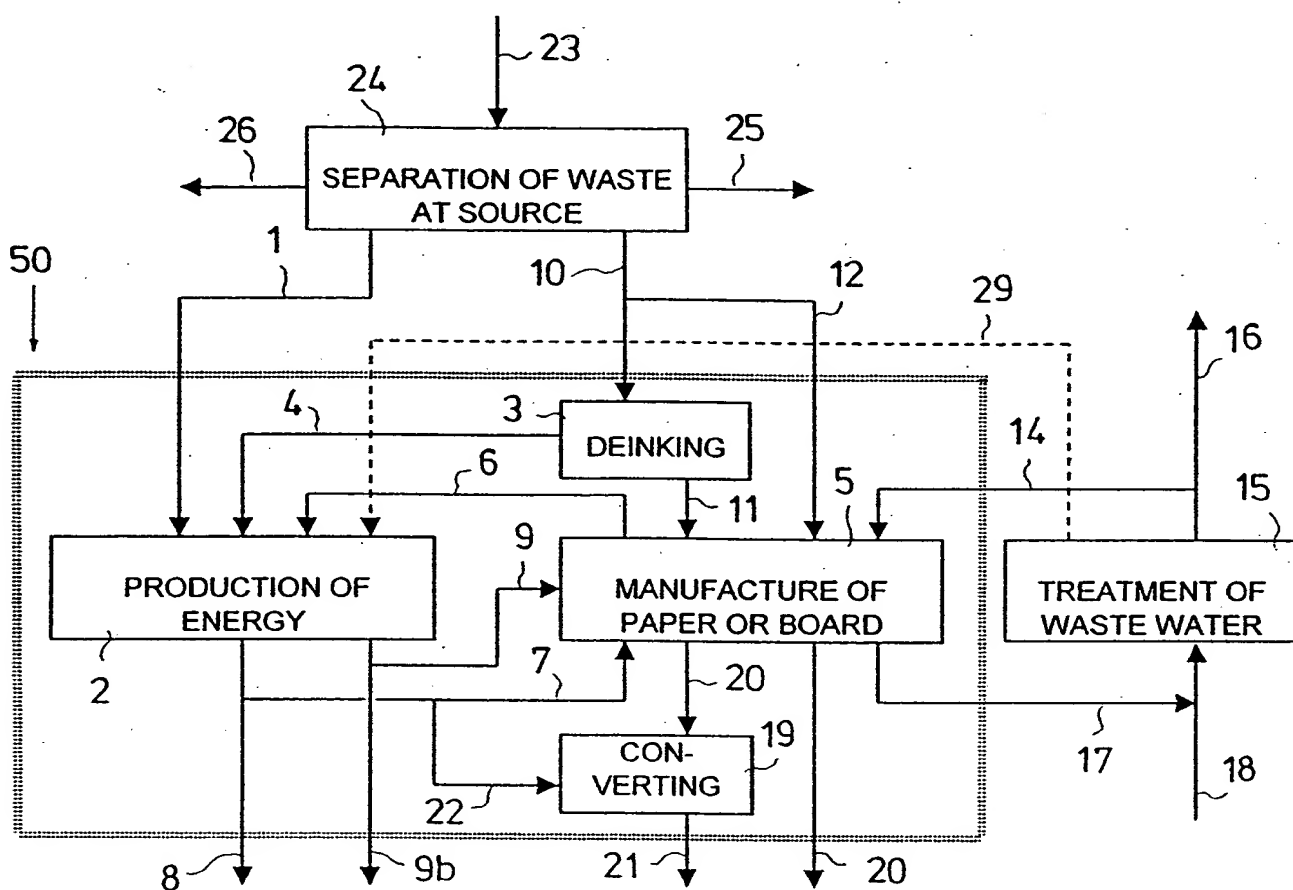 23
24
26
25
SEPARATION OF WASTE
AT SOURCE
1
50
10
12
29
16
4
3
14
DEINKING
6
5
15
11
9
PRODUCTION OF
ENERGY
MANUFACTURE OF
PAPER OR BOARD
TREATMENT OF
WASTE WATER
2
7
20
17
CON-
VERTING
19
22
18
8
9b
21
20